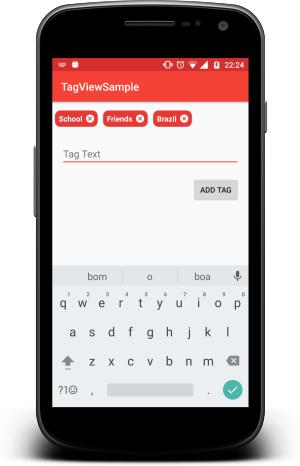 22:24
TagViewSample
School Friends Brazil
Tag Text
ADD TAG
bom o boa
1 2 3 4 5 6 7 8 9 0
q w e r t y u i o p
a s d f g h j k l
z x c v b n m
?1☺ , .